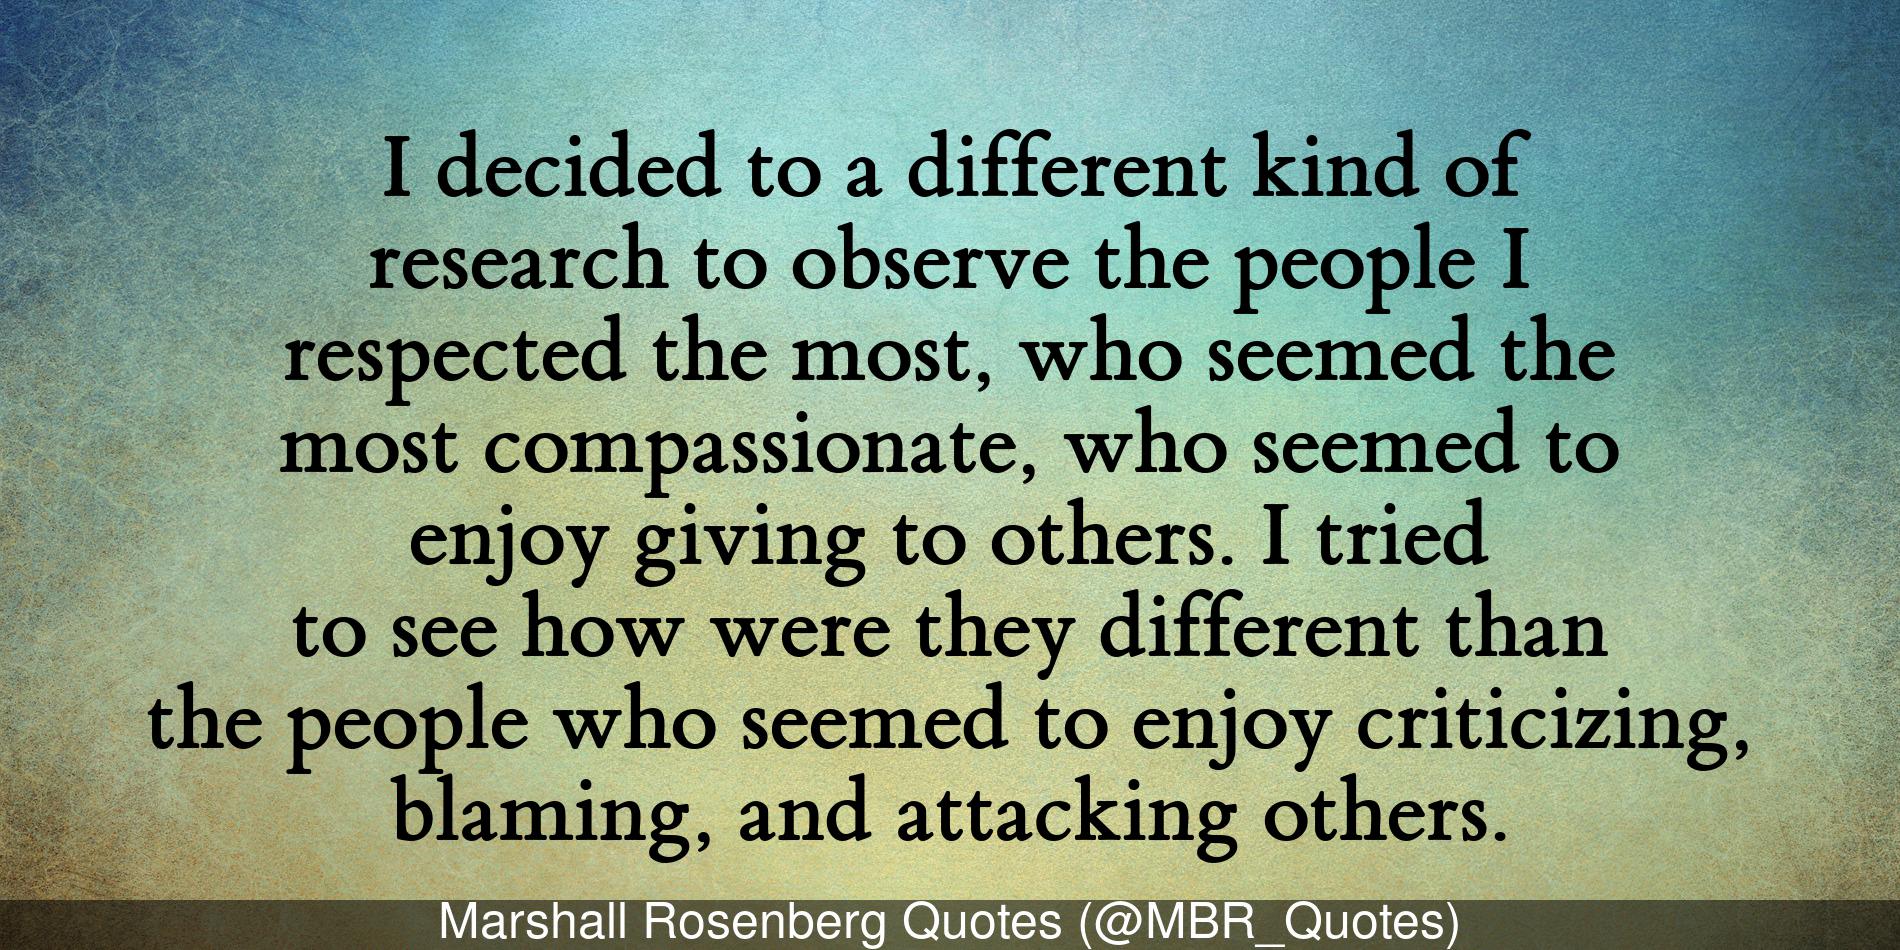 I decided to a different kind of
research to observe the people I
respected the most, who seemed the
most compassionate, who seemed to
enjoy giving to others. I tried
to see how were they different than
the people who seemed to enjoy criticizing,
blaming, and attacking others.
Marshall Rosenberg Quotes (@MBR_Quotes)